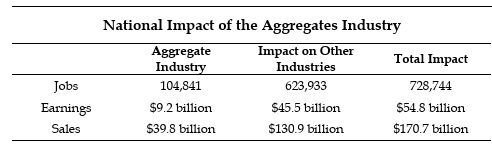 National Impact of the Aggregates Industry
Aggregate Industry Impact on Other Industries Total Impact
Jobs 104,841 623,933 728,744
Earnings $9.2 billion $45.5 billion $54.8 billion
Sales $39.8 billion $130.9 billion $170.7 billion